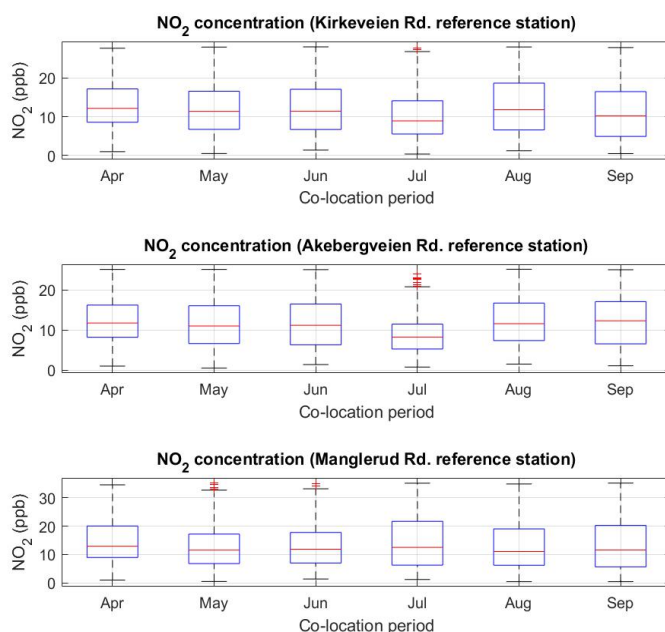 NO2 concentration (Kirkeveien Rd. reference station)
NO2 (ppb)
20
10
0
Apr May Jun Jul Aug Sep
Co-location period
NO2 concentration (Akebergveien Rd. reference station)
NO2 (ppb)
20
10
0
Apr May Jun Jul Aug Sep
Co-location period
NO2 concentration (Manglerud Rd. reference station)
NO2 (ppb)
30
20
10
0
Apr May Jun Jul Aug Sep
Co-location period